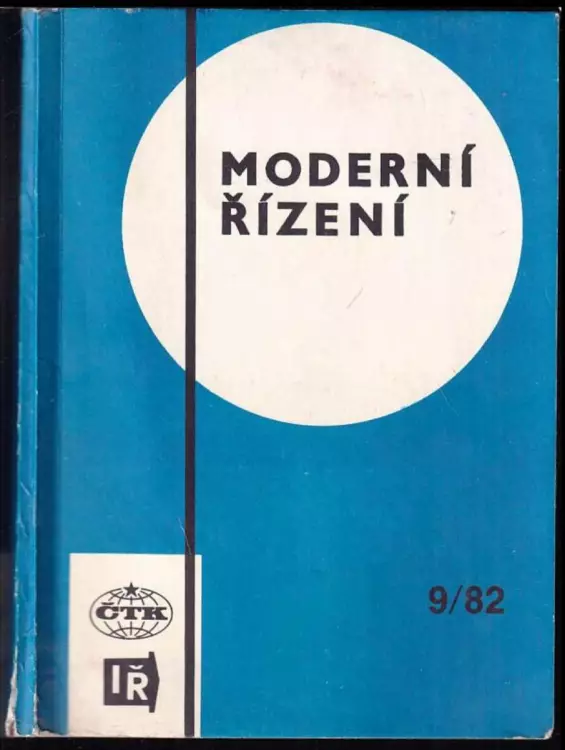 MODERNÍ
ŘÍZENÍ
9/82
ČTK
IŘ